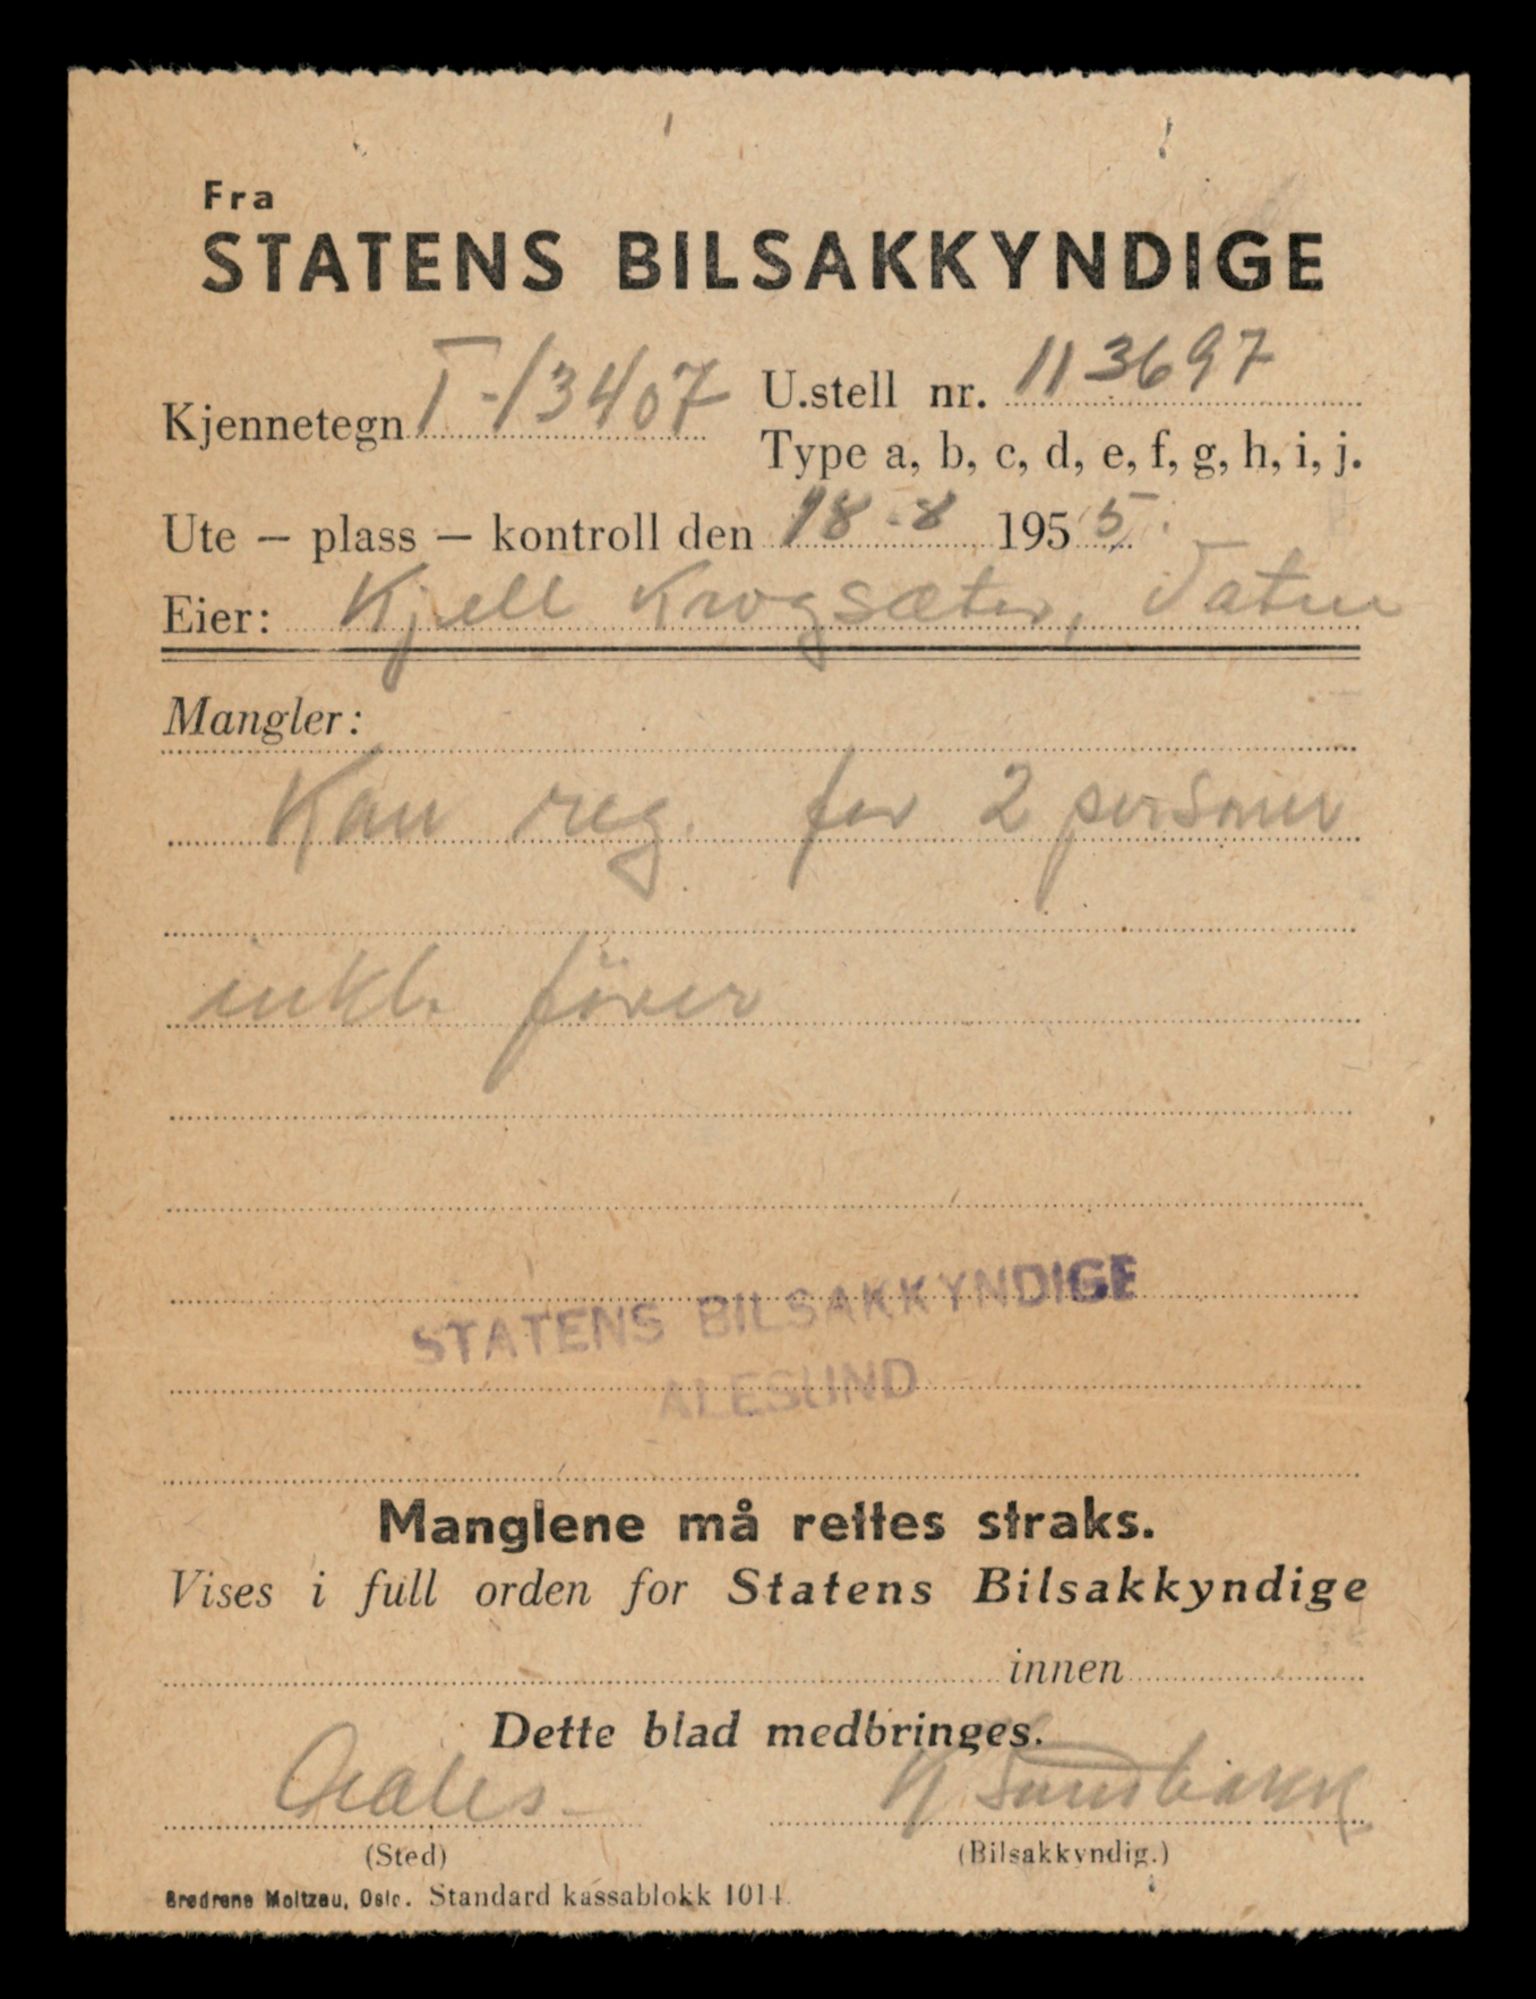 Fra
STATENS BILSAKKYNDIGE
Kjennetegn T-13407
U.stell nr. 113697
Type a, b, c, d, e, f, g, h, i, j.
Ute – plass – kontroll den 18-8 1955.
Eier: Kjell Krogsæter, Vatne
Mangler:
Kan reg. for 2 personer
inkl. fører
STATENS BILSAKKYNDIGE
ÅLESUND
Manglene må rettes straks.
Vises i full orden for Statens Bilsakkyndige
innen
Dette blad medbringes.
(Sted)
(Bilsakkyndig.)
Brødrene Moltzau, Oslo. Standard kassablokk 1014.